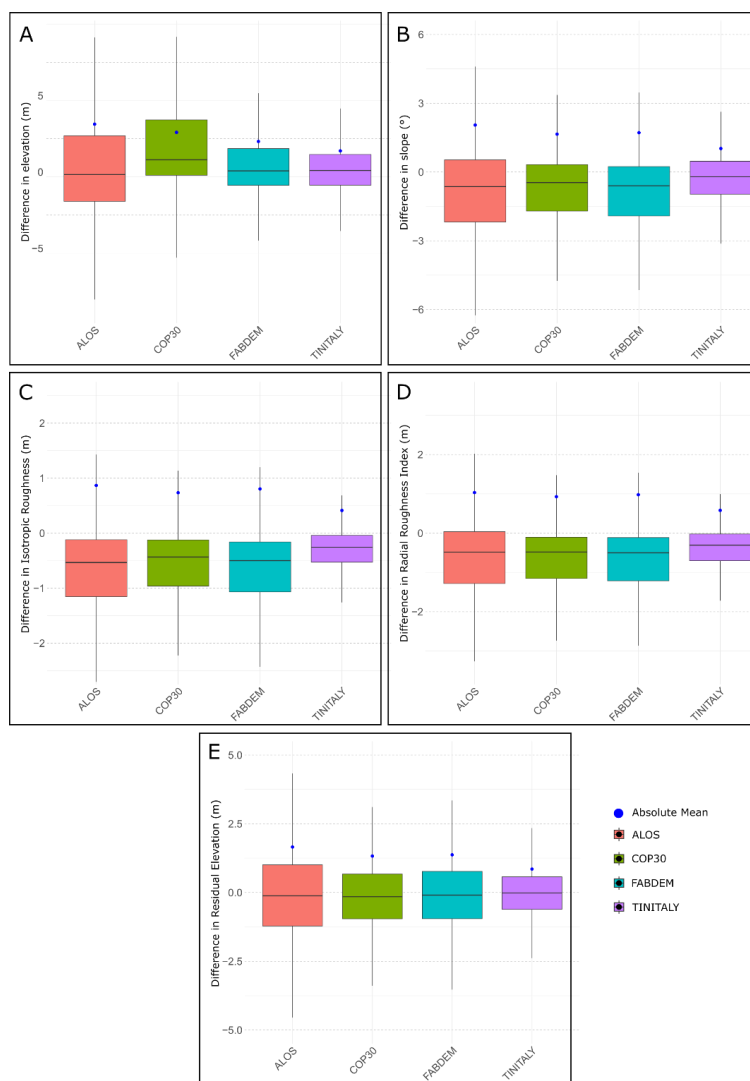 A
Difference in elevation (m)
5
0
−5
ALOS
COP30
FABDEM
TINITALY
B
Difference in slope (°)
6
3
0
−3
−6
ALOS
COP30
FABDEM
TINITALY
C
Difference in Isotropic Roughness (m)
2
1
0
−1
−2
ALOS
COP30
FABDEM
TINITALY
D
Difference in Radial Roughness Index (m)
2
0
−2
ALOS
COP30
FABDEM
TINITALY
E
Difference in Residual Elevation (m)
5.0
2.5
0.0
−2.5
−5.0
ALOS
COP30
FABDEM
TINITALY
Absolute Mean
ALOS
COP30
FABDEM
TINITALY